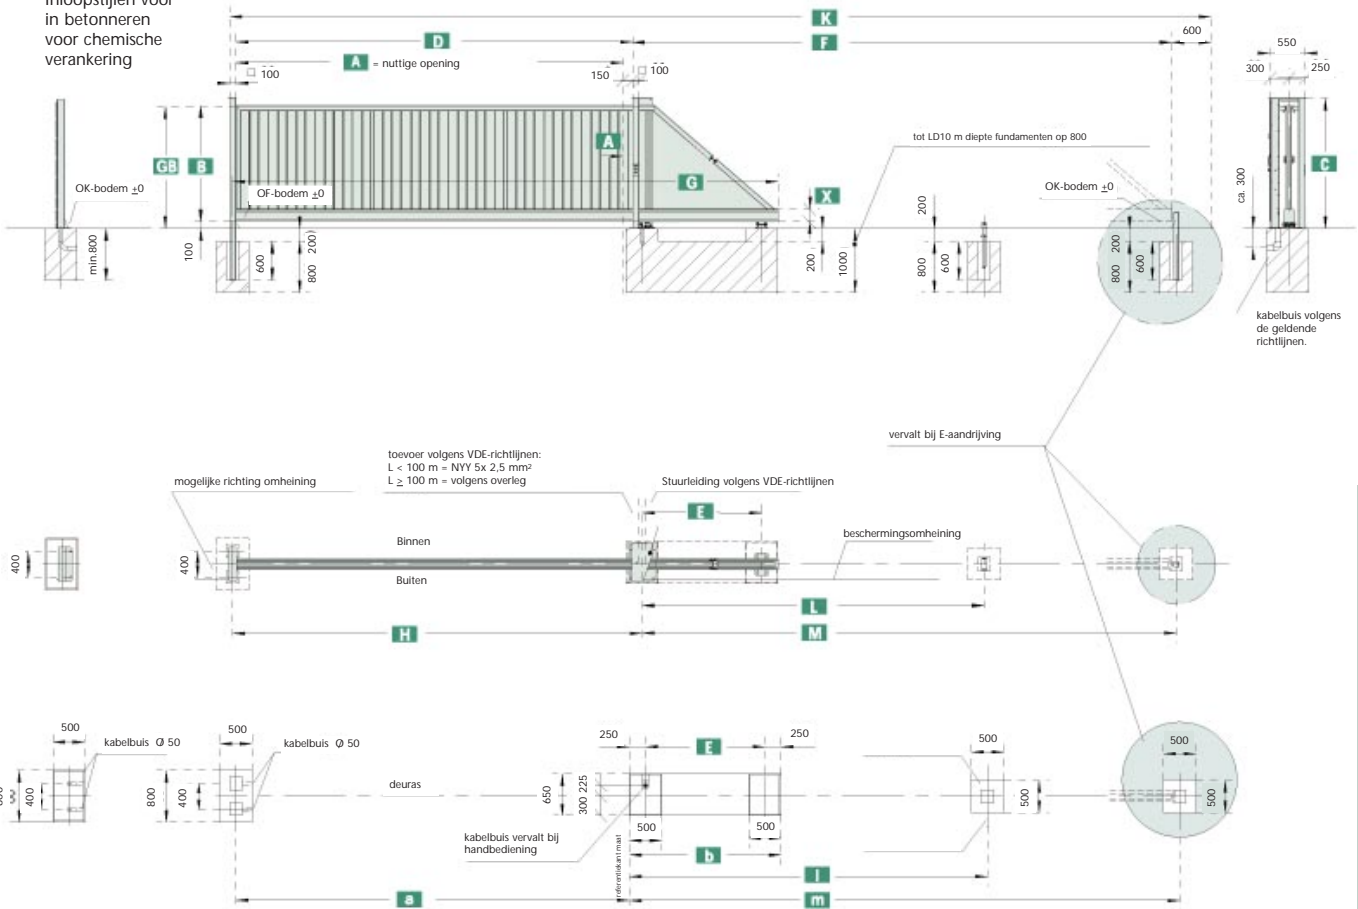 Inloopstijlen voor
in betonneren
voor chemische
verankering
K
D
F
600
A = nuttige opening
100
150
100
550
300
250
GB
B
A
G
X
C
tot LD10 m diepte fundamenten op 800
OK-bodem ±0
OF-bodem ±0
OK-bodem ±0
ca. 300
min.800
100
600
200)
800
200
1000
200
800
600
200
800
600
kabelbuis volgens
de geldende
richtlijnen.
vervalt bij E-aandrijving
toevoer volgens VDE-richtlijnen:
L < 100 m = NYY 5x 2,5 mm²
L ≥ 100 m = volgens overleg
mogelijke richting omheining
Stuurleiding volgens VDE-richtlijnen
E
beschermingsomheining
400
400
Binnen
Buiten
L
H
M
500
kabelbuis Ø 50
500
kabelbuis Ø 50
250
E
250
500
500
400
800
400
deuras
650
300 225
500
500
500
500
kabelbuis vervalt bij
handbediening
referentiekant maat
b
l
a
m